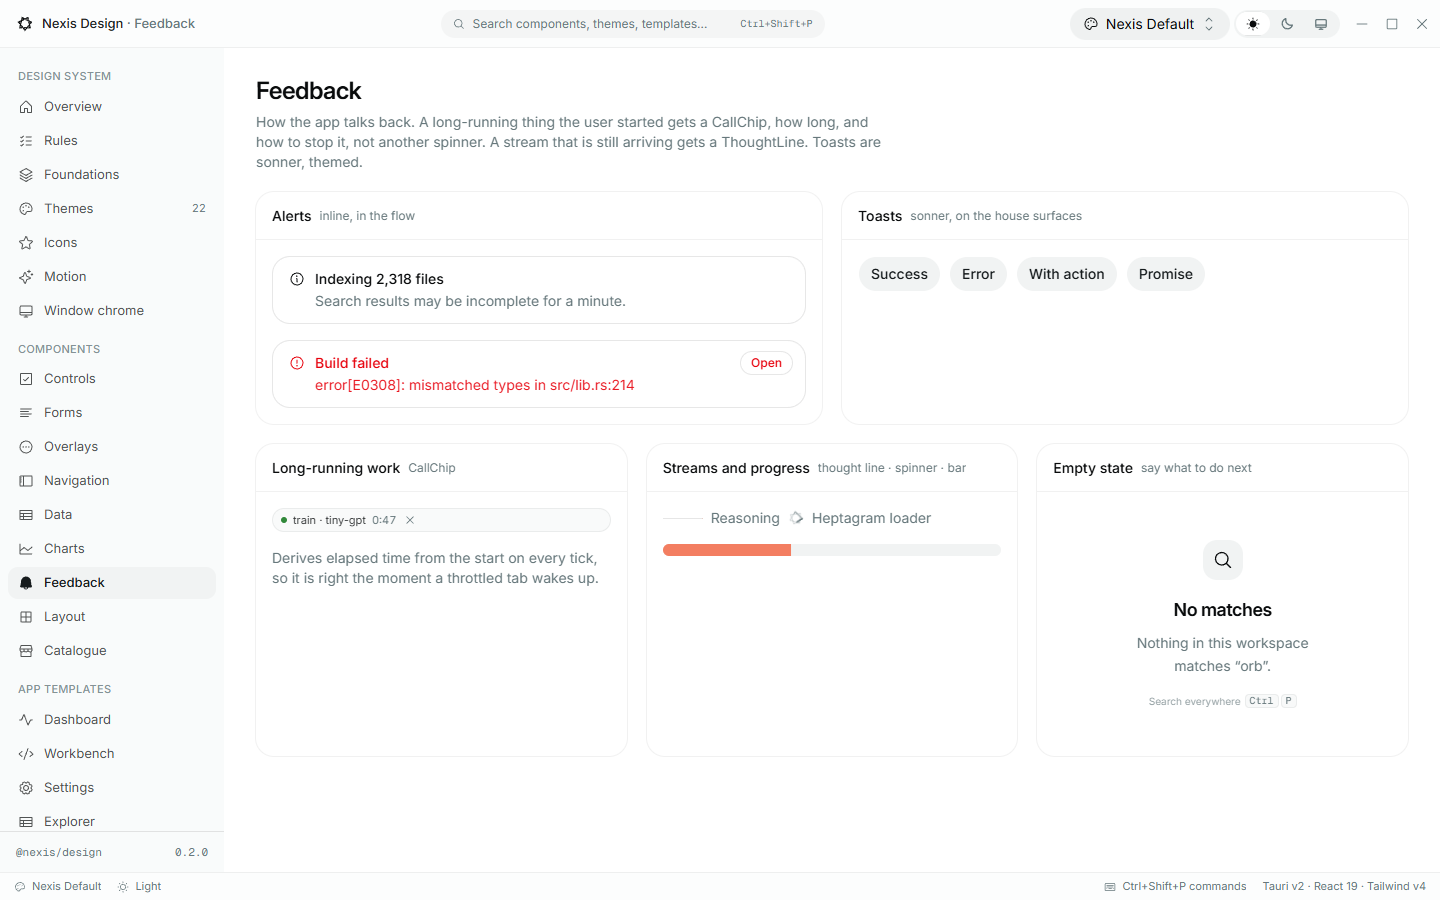 Nexis Design · Feedback
Search components, themes, templates... Ctrl+Shift+P
Nexis Default
DESIGN SYSTEM
Overview
Rules
Foundations
Themes 22
Icons
Motion
Window chrome
COMPONENTS
Controls
Forms
Overlays
Navigation
Data
Charts
Feedback
Layout
Catalogue
APP TEMPLATES
Dashboard
Workbench
Settings
Explorer
@nexis/design 0.2.0
Feedback
How the app talks back. A long-running thing the user started gets a CallChip, how long, and
how to stop it, not another spinner. A stream that is still arriving gets a ThoughtLine. Toasts are
sonner, themed.
Alerts inline, in the flow
Indexing 2,318 files
Search results may be incomplete for a minute.
Build failed Open
error[E0308]: mismatched types in src/lib.rs:214
Toasts sonner, on the house surfaces
Success Error With action Promise
Long-running work CallChip
train · tiny-gpt 0:47
Derives elapsed time from the start on every tick,
so it is right the moment a throttled tab wakes up.
Streams and progress thought line · spinner · bar
Reasoning Heptagram loader
Empty state say what to do next
No matches
Nothing in this workspace
matches “orb”.
Search everywhere Ctrl P
Nexis Default Light
Ctrl+Shift+P commands Tauri v2 · React 19 · Tailwind v4